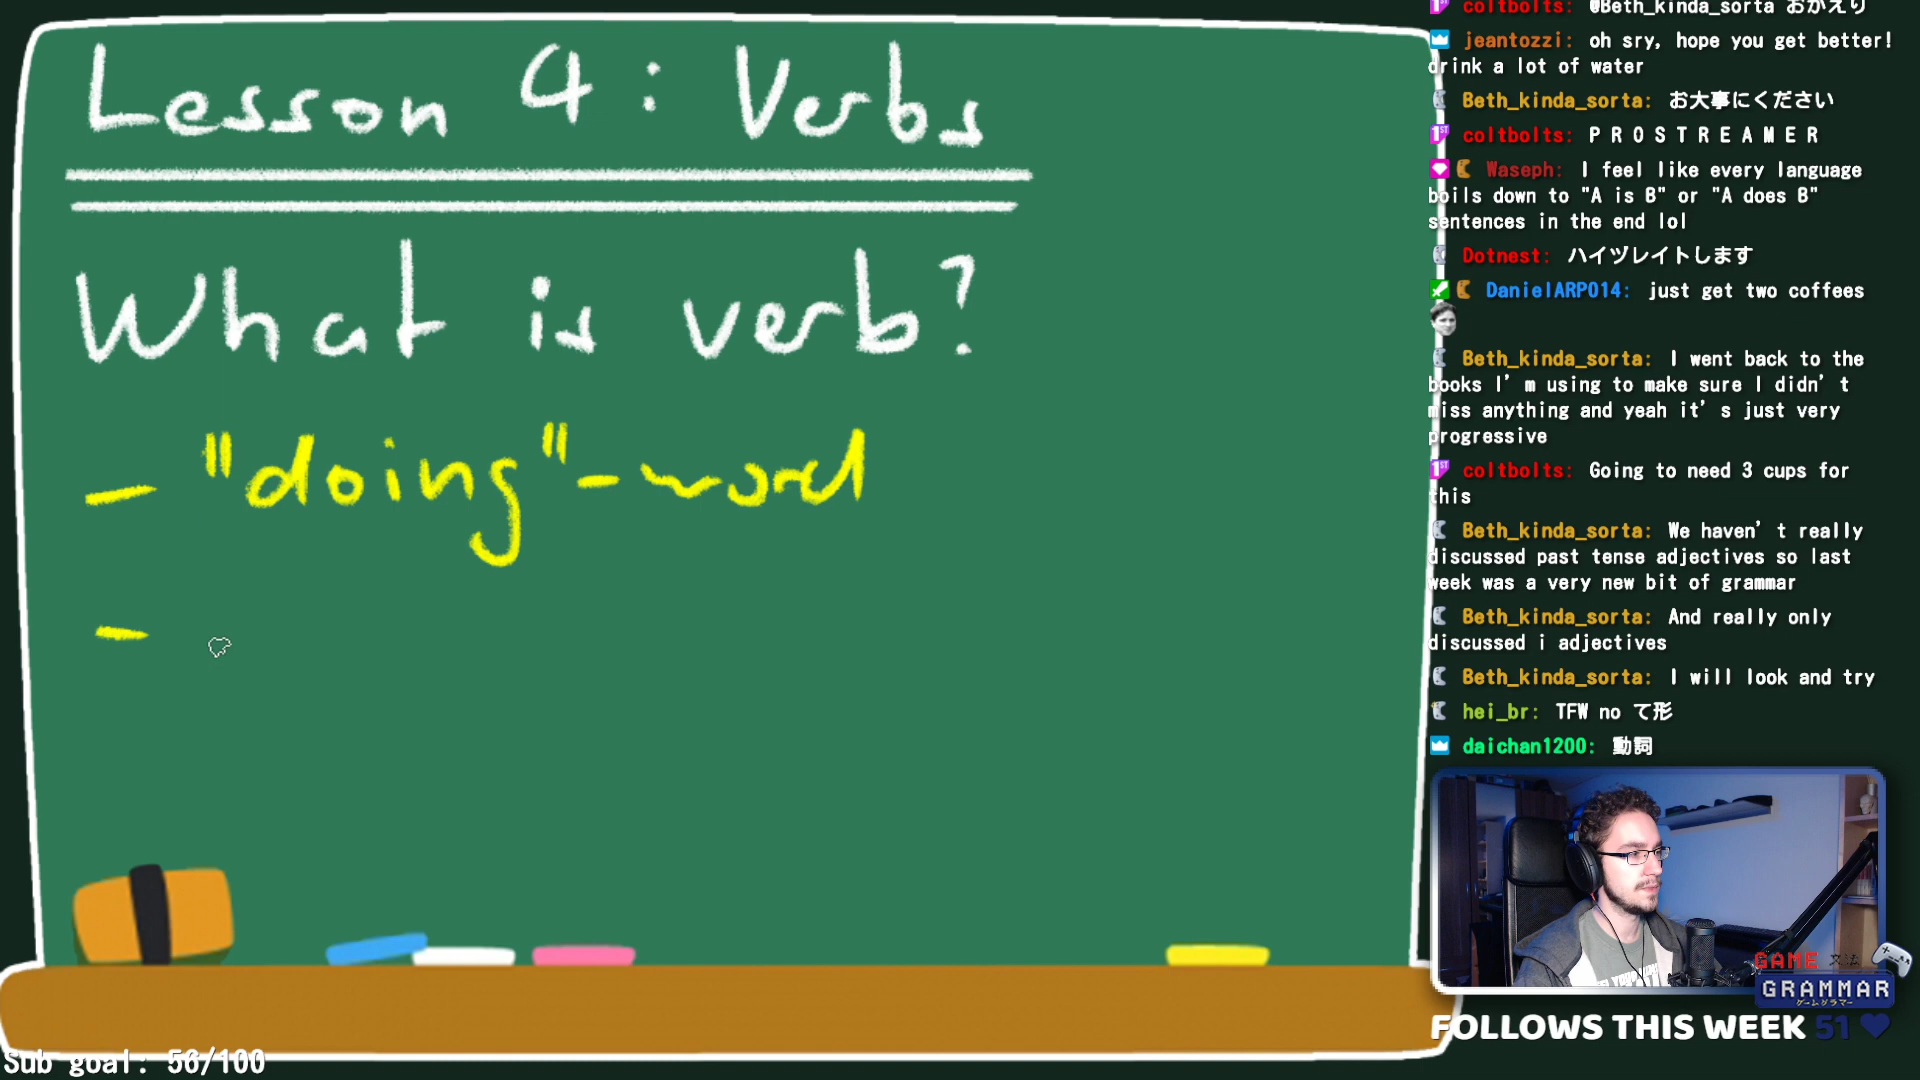 Lesson 4: Verbs
What is verb?
- "doing"-word
-
coltbolts: @Beth_kinda_sorta おかえり
jeantozzi: oh sry, hope you get better!
drink a lot of water
Beth_kinda_sorta: お大事にください
coltbolts: P R O S T R E A M E R
Waseph: I feel like every language
boils down to "A is B" or "A does B"
sentences in the end lol
Dotnest: ハイヅレイトします
DanielARP014: just get two coffees
Beth_kinda_sorta: I went back to the
books I'm using to make sure I didn't
miss anything and yeah it's just very
progressive
coltbolts: Going to need 3 cups for
this
Beth_kinda_sorta: We haven't really
discussed past tense adjectives so last
week was a very new bit of grammar
Beth_kinda_sorta: And really only
discussed i adjectives
Beth_kinda_sorta: I will look and try
hei_br: TFW no て形
daichan1200: 動詞
GAME 文法
GRAMMAR
ゲームグラマー
FOLLOWS THIS WEEK 51
Sub goal: 56/100